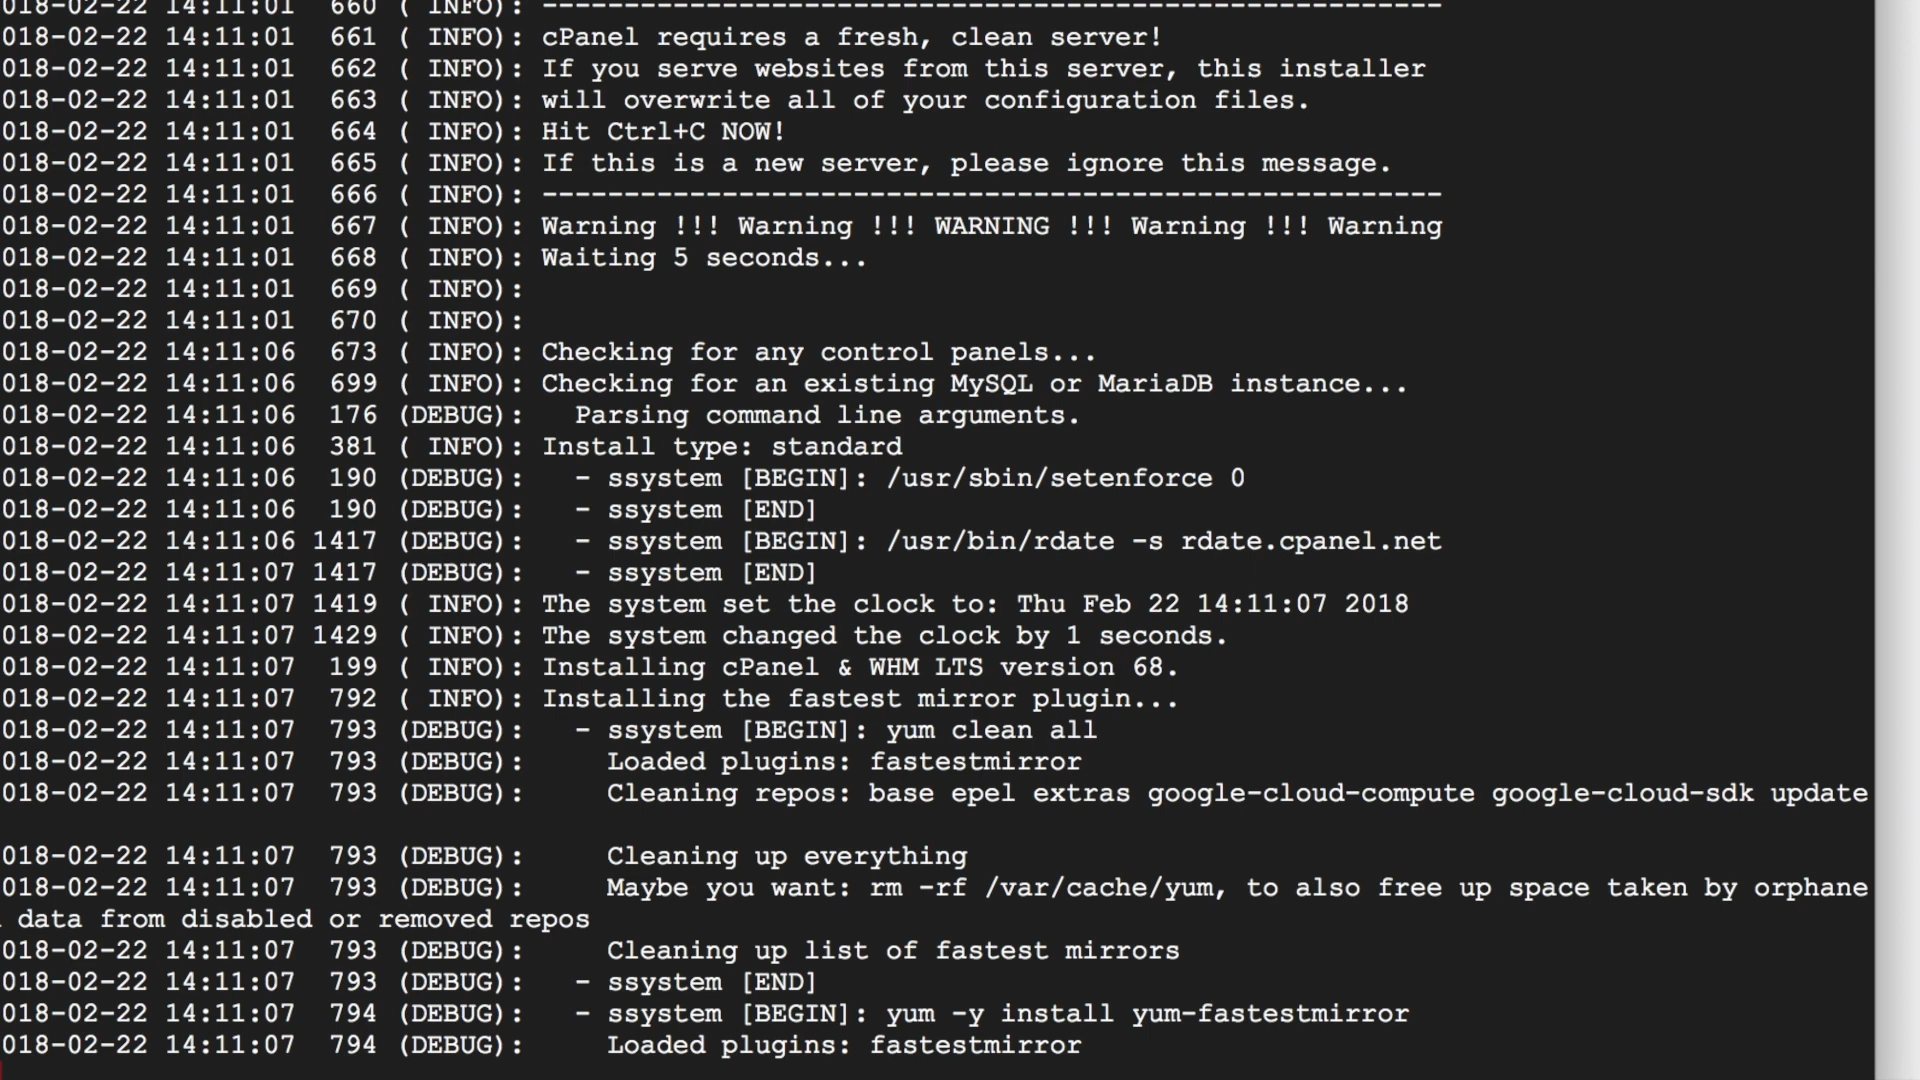 018-02-22 14:11:01  660 ( INFO): -------------------------------------------------------
018-02-22 14:11:01  661 ( INFO): cPanel requires a fresh, clean server!
018-02-22 14:11:01  662 ( INFO): If you serve websites from this server, this installer
018-02-22 14:11:01  663 ( INFO): will overwrite all of your configuration files.
018-02-22 14:11:01  664 ( INFO): Hit Ctrl+C NOW!
018-02-22 14:11:01  665 ( INFO): If this is a new server, please ignore this message.
018-02-22 14:11:01  666 ( INFO): -------------------------------------------------------
018-02-22 14:11:01  667 ( INFO): Warning !!! Warning !!! WARNING !!! Warning !!! Warning
018-02-22 14:11:01  668 ( INFO): Waiting 5 seconds...
018-02-22 14:11:01  669 ( INFO):
018-02-22 14:11:01  670 ( INFO):
018-02-22 14:11:06  673 ( INFO): Checking for any control panels...
018-02-22 14:11:06  699 ( INFO): Checking for an existing MySQL or MariaDB instance...
018-02-22 14:11:06  176 (DEBUG):   Parsing command line arguments.
018-02-22 14:11:06  381 ( INFO): Install type: standard
018-02-22 14:11:06  190 (DEBUG):   - ssystem [BEGIN]: /usr/sbin/setenforce 0
018-02-22 14:11:06  190 (DEBUG):   - ssystem [END]
018-02-22 14:11:06 1417 (DEBUG):   - ssystem [BEGIN]: /usr/bin/rdate -s rdate.cpanel.net
018-02-22 14:11:07 1417 (DEBUG):   - ssystem [END]
018-02-22 14:11:07 1419 ( INFO): The system set the clock to: Thu Feb 22 14:11:07 2018
018-02-22 14:11:07 1429 ( INFO): The system changed the clock by 1 seconds.
018-02-22 14:11:07  199 ( INFO): Installing cPanel & WHM LTS version 68.
018-02-22 14:11:07  792 ( INFO): Installing the fastest mirror plugin...
018-02-22 14:11:07  793 (DEBUG):   - ssystem [BEGIN]: yum clean all
018-02-22 14:11:07  793 (DEBUG):     Loaded plugins: fastestmirror
018-02-22 14:11:07  793 (DEBUG):     Cleaning repos: base epel extras google-cloud-compute google-cloud-sdk update
018-02-22 14:11:07  793 (DEBUG):     Cleaning up everything
018-02-22 14:11:07  793 (DEBUG):     Maybe you want: rm -rf /var/cache/yum, to also free up space taken by orphane
data from disabled or removed repos
018-02-22 14:11:07  793 (DEBUG):     Cleaning up list of fastest mirrors
018-02-22 14:11:07  793 (DEBUG):   - ssystem [END]
018-02-22 14:11:07  794 (DEBUG):   - ssystem [BEGIN]: yum -y install yum-fastestmirror
018-02-22 14:11:07  794 (DEBUG):     Loaded plugins: fastestmirror